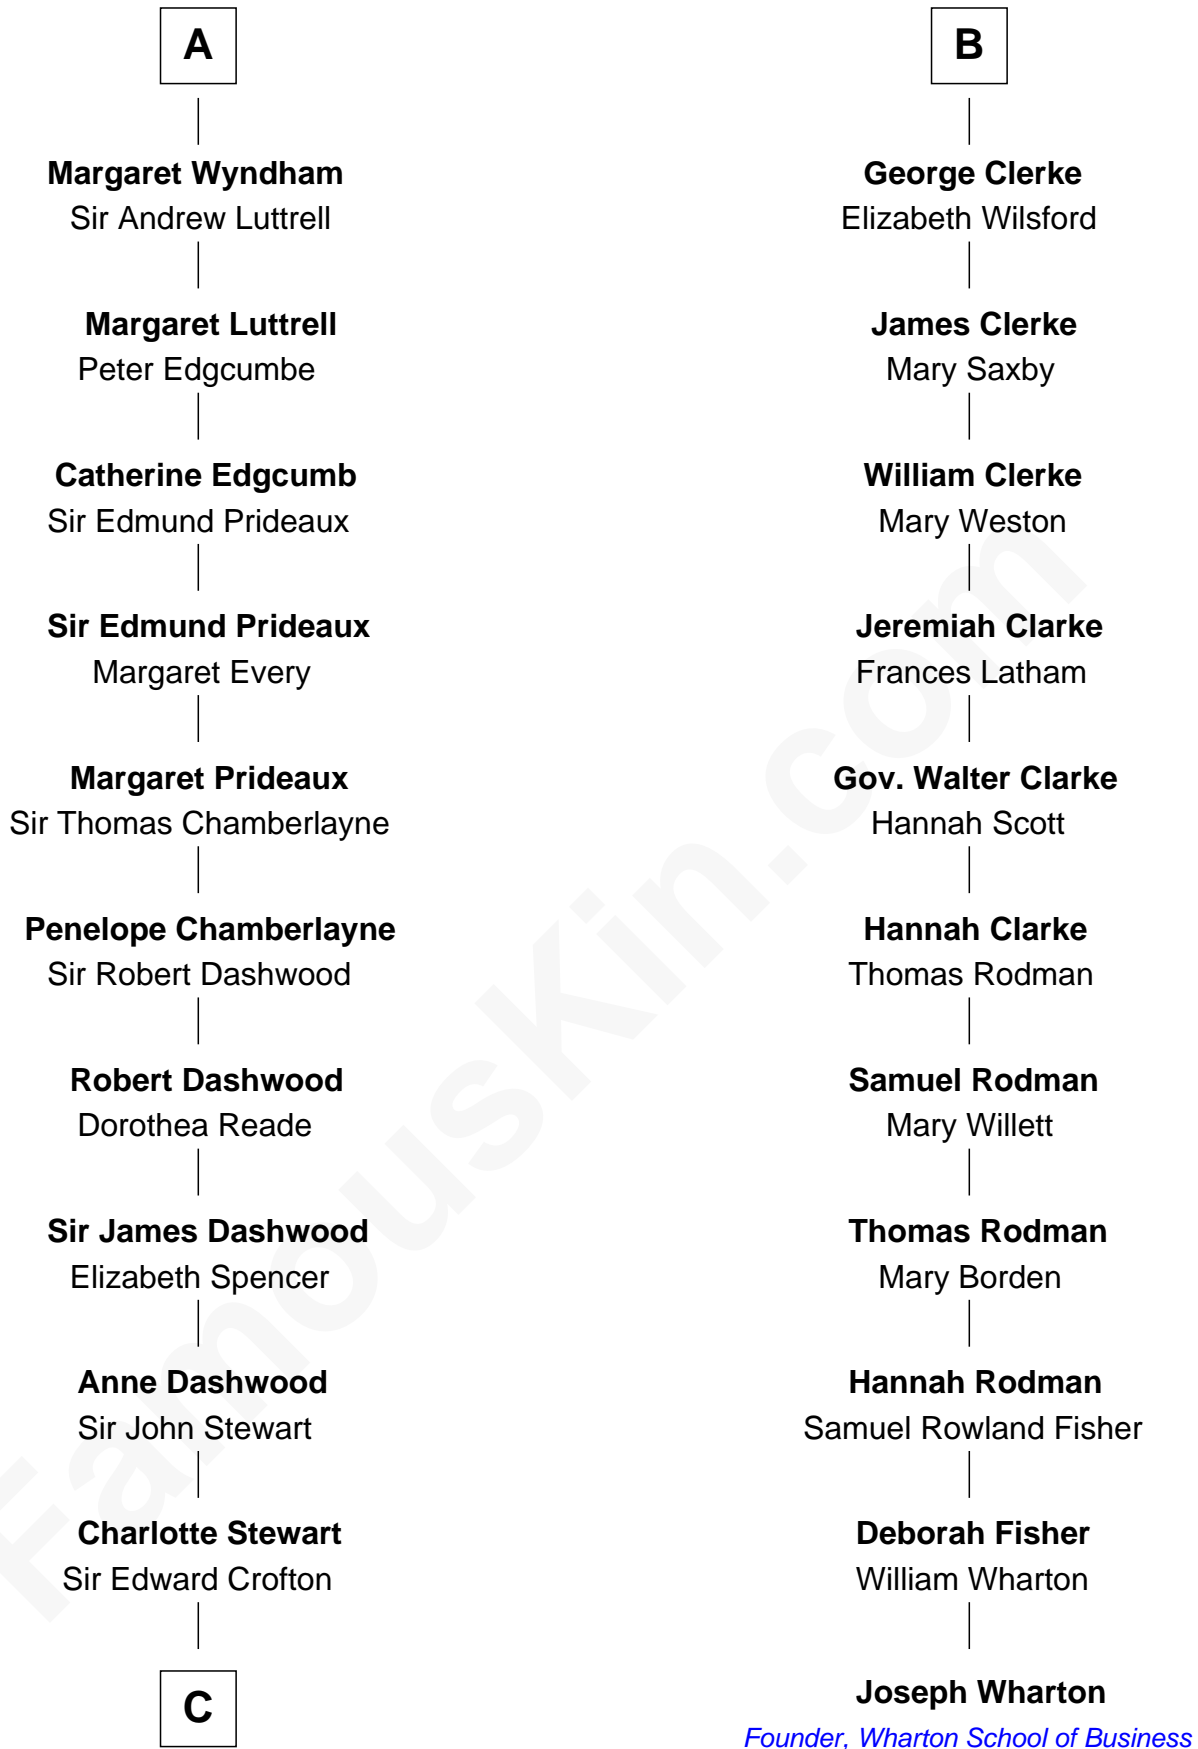 A
Margaret Wyndham
Sir Andrew Luttrell
Margaret Luttrell
Peter Edgcumbe
Catherine Edgcumb
Sir Edmund Prideaux
Sir Edmund Prideaux
Margaret Every
Margaret Prideaux
Sir Thomas Chamberlayne
Penelope Chamberlayne
Sir Robert Dashwood
Robert Dashwood
Dorothea Reade
Sir James Dashwood
Elizabeth Spencer
Anne Dashwood
Sir John Stewart
Charlotte Stewart
Sir Edward Crofton
C
B
George Clerke
Elizabeth Wilsford
James Clerke
Mary Saxby
William Clerke
Mary Weston
Jeremiah Clarke
Frances Latham
Gov. Walter Clarke
Hannah Scott
Hannah Clarke
Thomas Rodman
Samuel Rodman
Mary Willett
Thomas Rodman
Mary Borden
Hannah Rodman
Samuel Rowland Fisher
Deborah Fisher
William Wharton
Joseph Wharton
Founder, Wharton School of Business
FamousKin.com